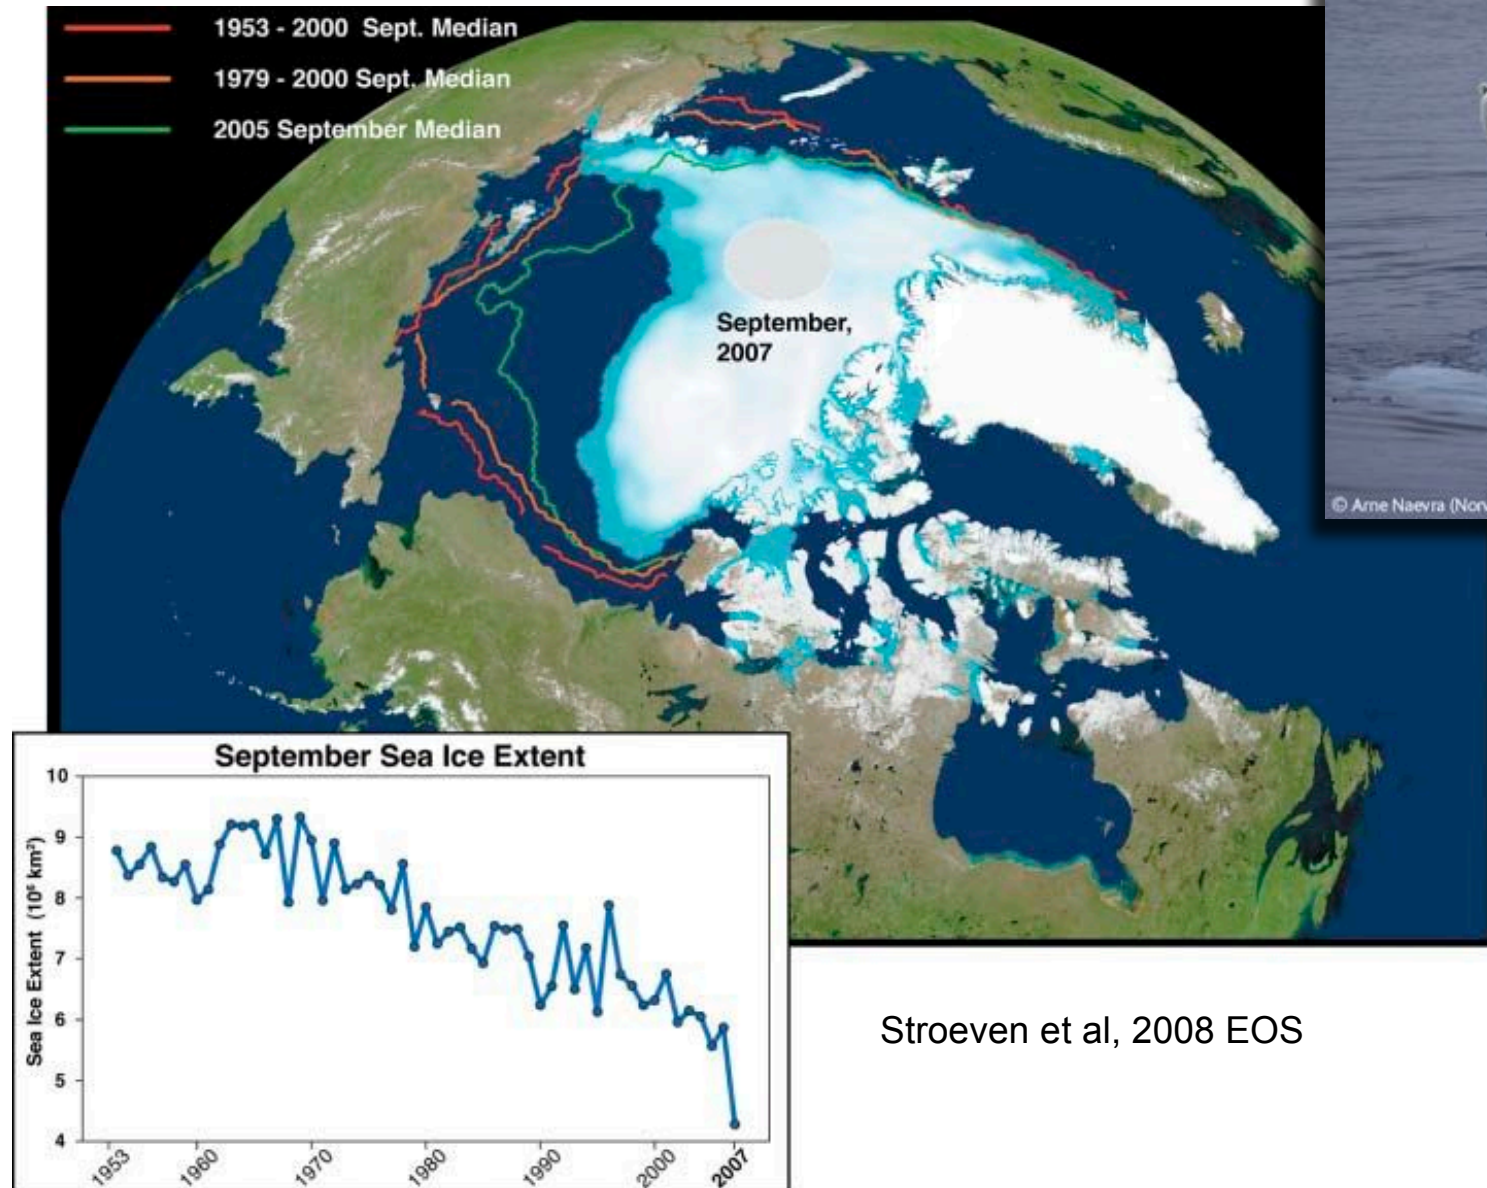 1953 - 2000 Sept. Median
1979 - 2000 Sept. Median
2005 September Median
September,
2007
© Arne Naevra (Norw
September Sea Ice Extent
Sea Ice Extent (10⁶ km²)
10
9
8
7
6
5
4
1953
1960
1970
1980
1990
2000
2007
Stroeven et al, 2008 EOS